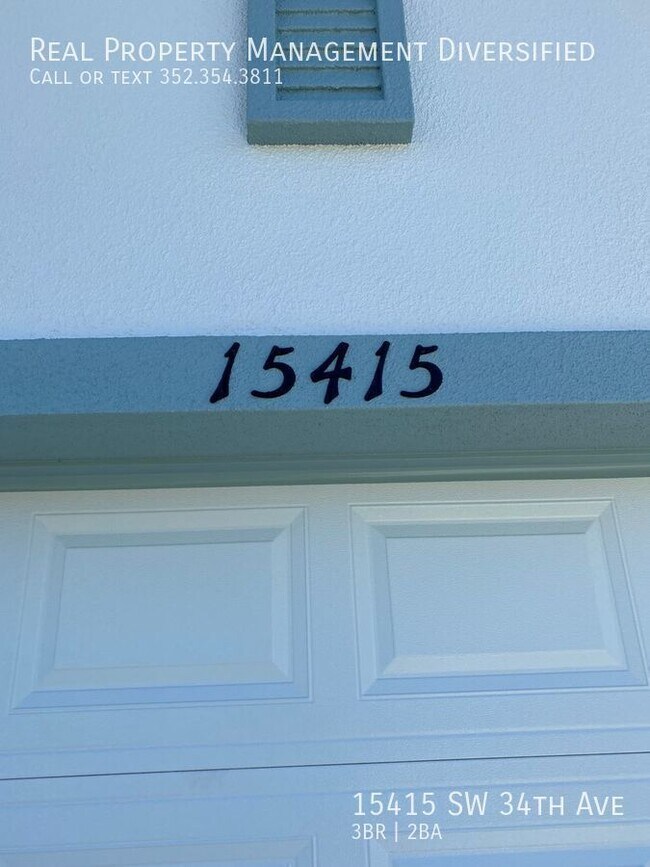 Real Property Management Diversified
Call or text 352.354.3811
15415
15415 SW 34th Ave
3BR | 2BA